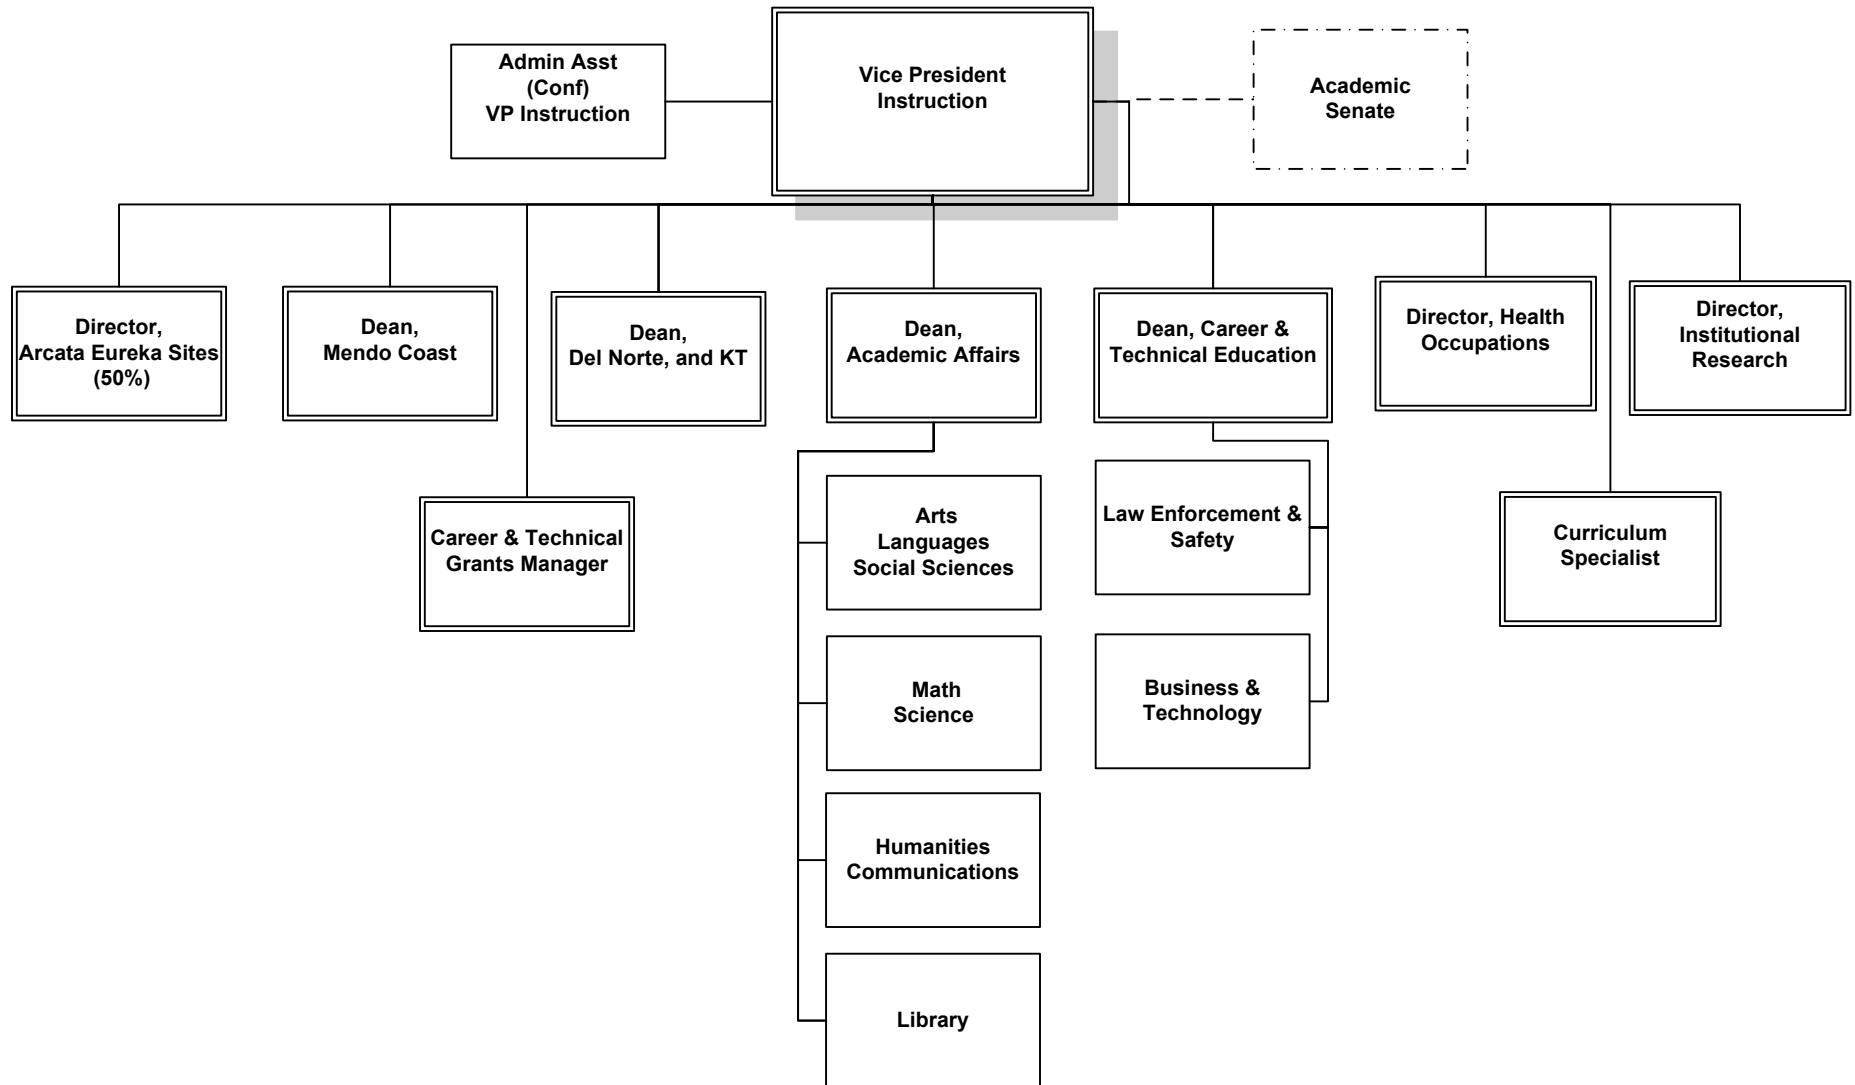 Admin Asst
(Conf)
VP Instruction
Vice President
Instruction
Academic
Senate
Director,
Arcata Eureka Sites
(50%)
Dean,
Mendo Coast
Dean,
Del Norte, and KT
Dean,
Academic Affairs
Dean, Career &
Technical Education
Director, Health
Occupations
Director,
Institutional
Research
Career & Technical
Grants Manager
Arts
Languages
Social Sciences
Law Enforcement &
Safety
Curriculum
Specialist
Math
Science
Business &
Technology
Humanities
Communications
Library